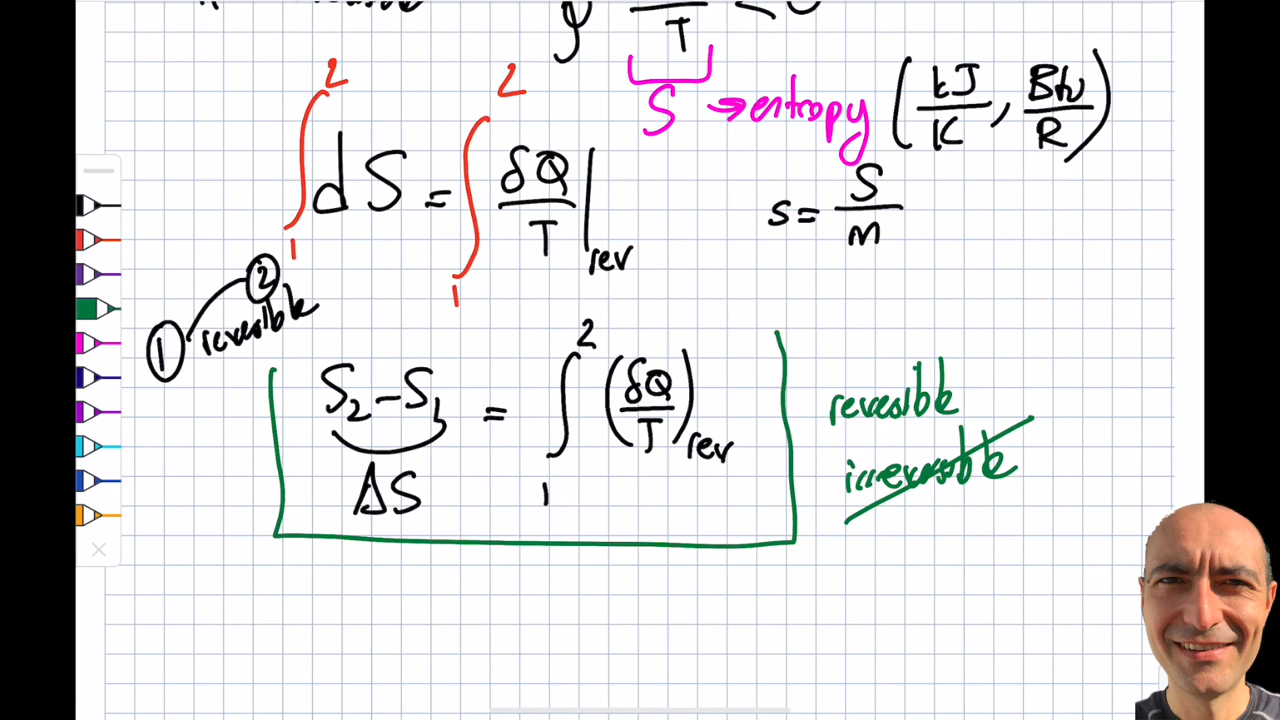 ∮ T < 0
S → entropy (kJ/K, Btu/R)
∫₁² dS = ∫₁² δQ/T |rev
s = S/m
① reversible ②
S₂ - S₁ = ∫₁² (δQ/T)rev
ΔS
reversible
irreversible